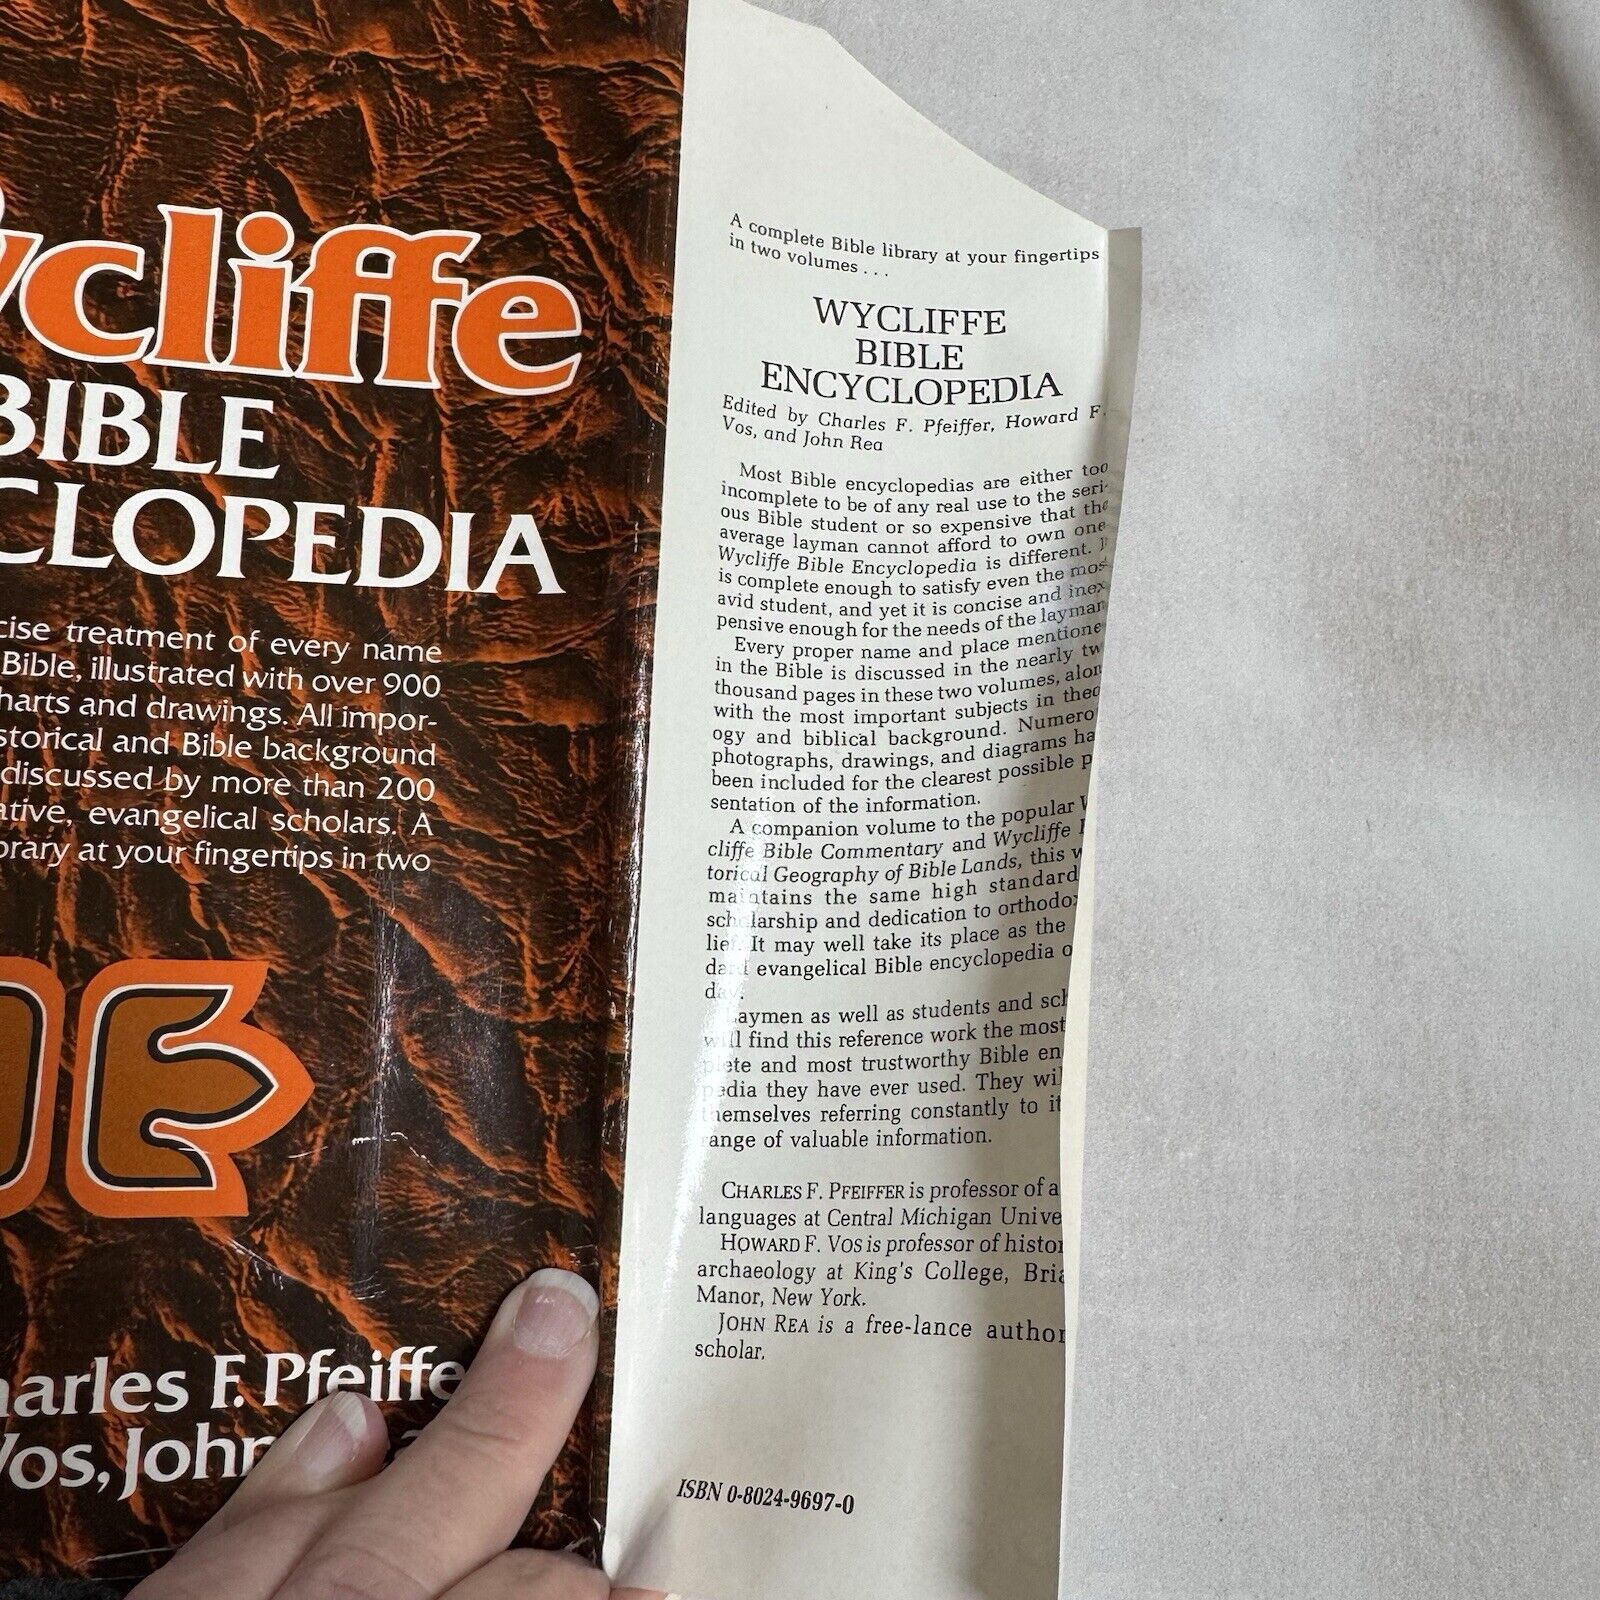 ycliffe
BIBLE
CLOPEDIA
cise treatment of every name
Bible, illustrated with over 900
harts and drawings. All impor-
storical and Bible background
discussed by more than 200
ative, evangelical scholars. A
brary at your fingertips in two
harles F. Pfeiffe
Vos, John
A complete Bible library at your fingertips
in two volumes . . .
WYCLIFFE
BIBLE
ENCYCLOPEDIA
Edited by Charles F. Pfeiffer, Howard F.
Vos, and John Rea
Most Bible encyclopedias are either too
incomplete to be of any real use to the seri-
ous Bible student or so expensive that the
average layman cannot afford to own one
Wycliffe Bible Encyclopedia is different. I
is complete enough to satisfy even the mos
avid student, and yet it is concise and inex
pensive enough for the needs of the layman
Every proper name and place mentione
in the Bible is discussed in the nearly tw
thousand pages in these two volumes, alon
with the most important subjects in theo
ogy and biblical background. Numero
photographs, drawings, and diagrams ha
been included for the clearest possible p
sentation of the information.
A companion volume to the popular W
cliffe Bible Commentary and Wycliffe
torical Geography of Bible Lands, this w
maintains the same high standard
scholarship and dedication to orthodox
lief. It may well take its place as the
dard evangelical Bible encyclopedia o
day.
Laymen as well as students and sch
will find this reference work the most
plete and most trustworthy Bible en
pedia they have ever used. They wil
themselves referring constantly to it
range of valuable information.
CHARLES F. PFEIFFER is professor of a
languages at Central Michigan Unive
HOWARD F. VOS is professor of histor
archaeology at King's College, Bria
Manor, New York.
JOHN REA is a free-lance author
scholar.
ISBN 0-8024-9697-0